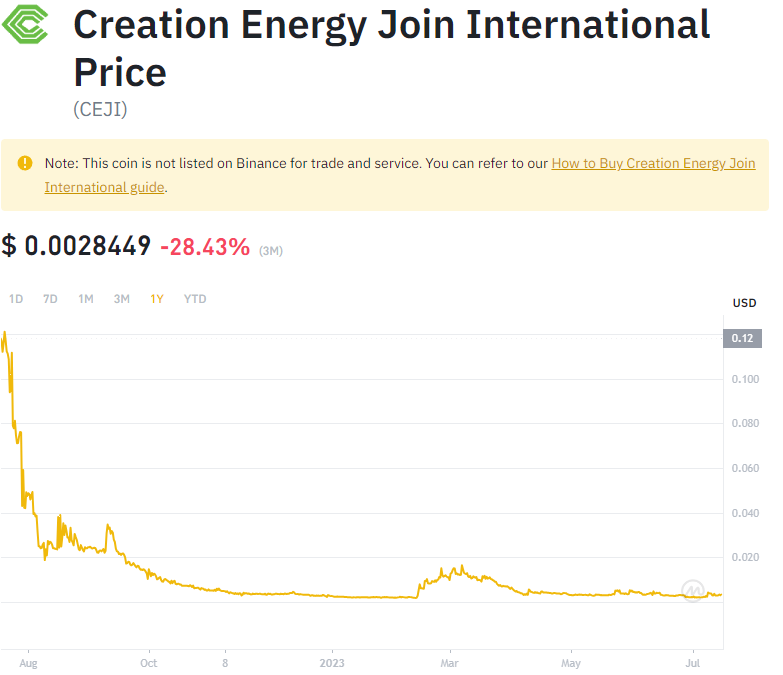 Creation Energy Join International
Price
(CEJI)
Note: This coin is not listed on Binance for trade and service. You can refer to our How to Buy Creation Energy Join
International guide.
$ 0.0028449 -28.43% (3M)
1D 7D 1M 3M 1Y YTD
USD
0.12
0.100
0.080
0.060
0.040
0.020
Aug Oct 8 2023 Mar May Jul